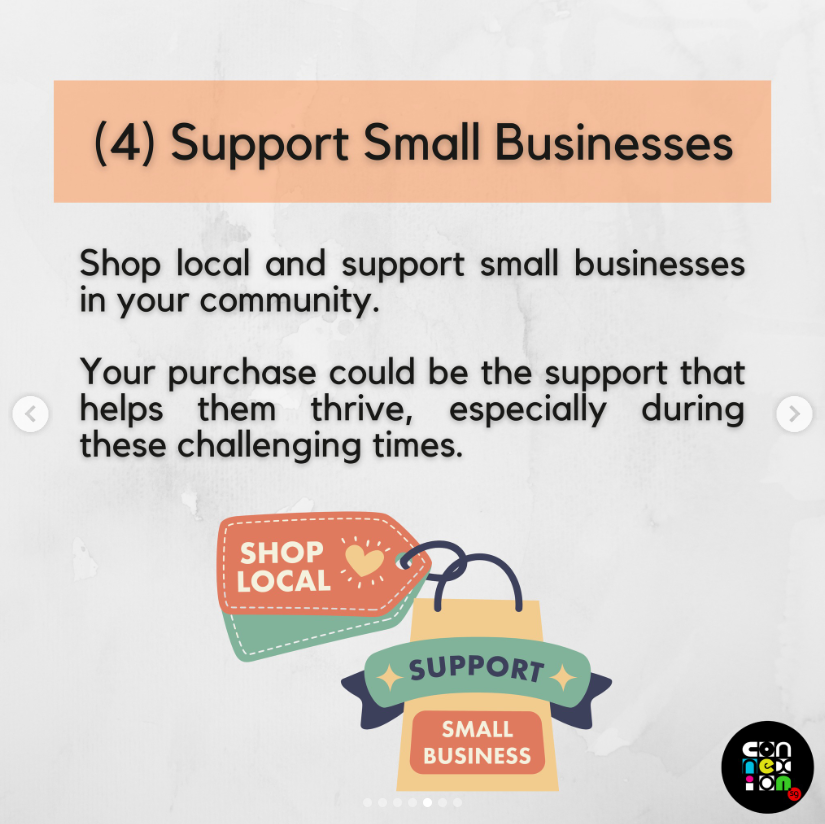 (4) Support Small Businesses
Shop local and support small businesses
in your community.
Your purchase could be the support that
helps them thrive, especially during
these challenging times.
SHOP
LOCAL
SUPPORT
SMALL
BUSINESS
con
nex
ion
SG